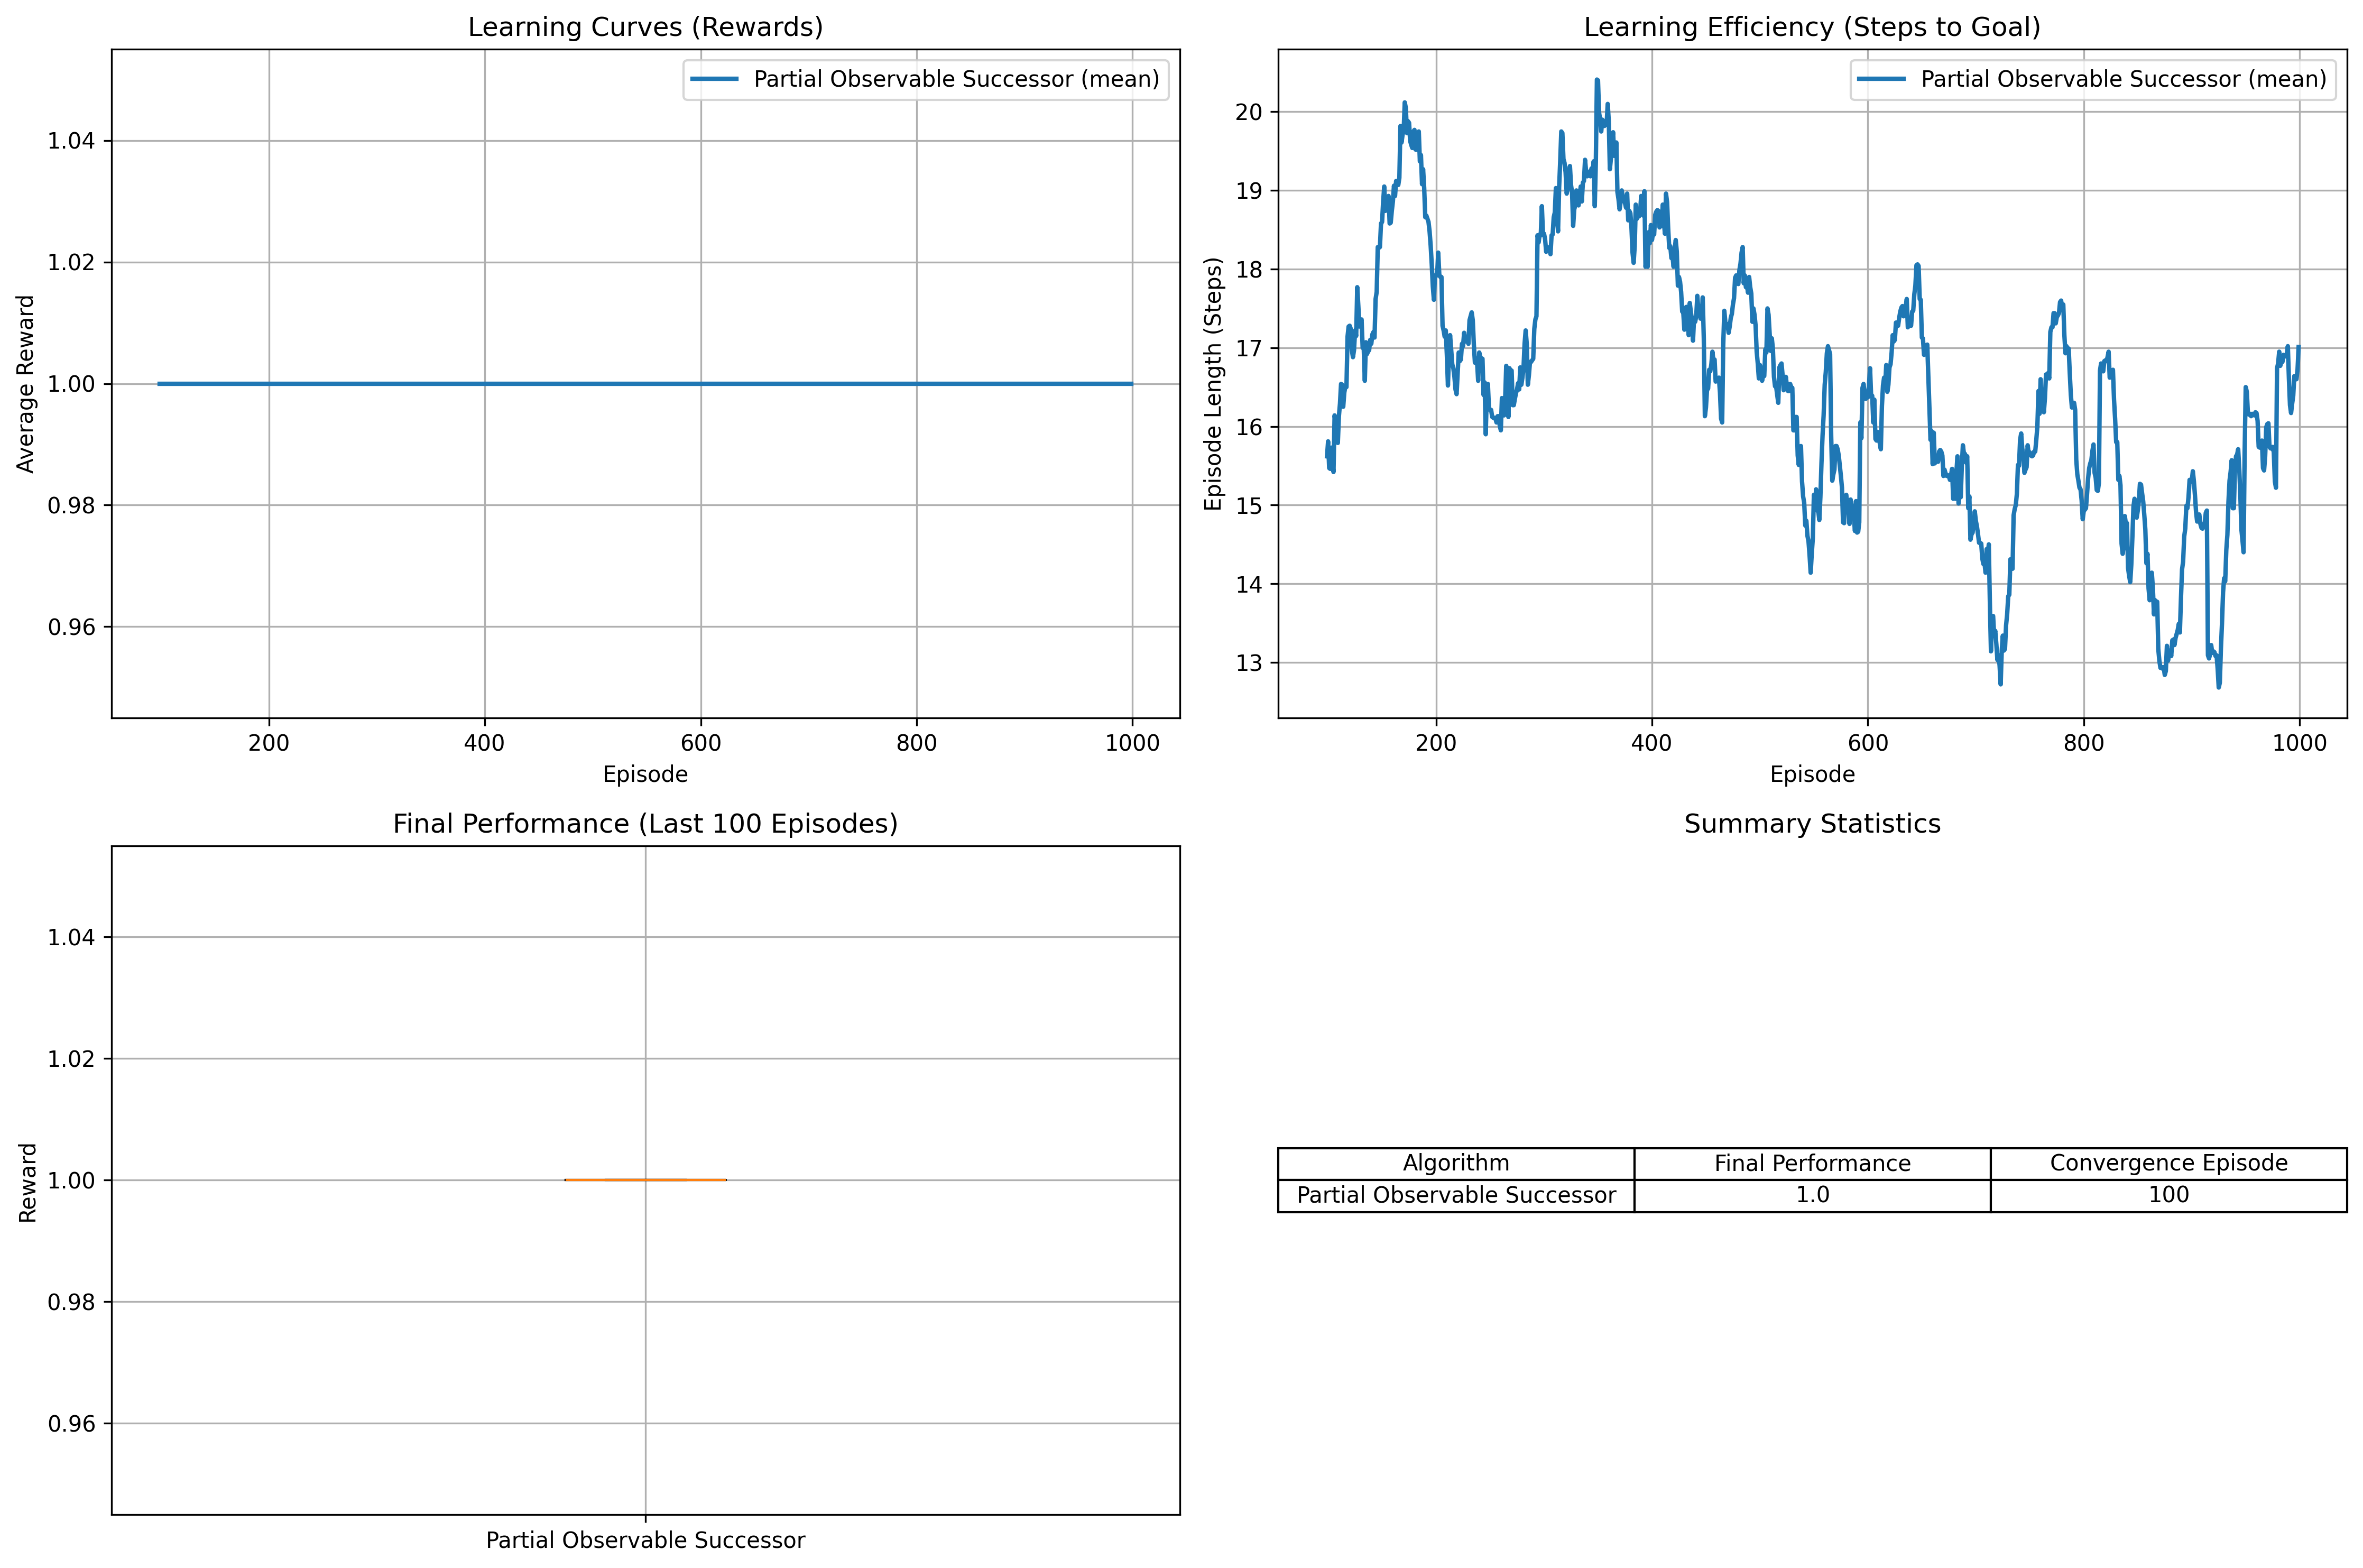 Learning Curves (Rewards)
Partial Observable Successor (mean)
1.04
1.02
1.00
0.98
0.96
Average Reward
200 400 600 800 1000
Episode
Learning Efficiency (Steps to Goal)
Partial Observable Successor (mean)
20
19
18
17
16
15
14
13
Episode Length (Steps)
200 400 600 800 1000
Episode
Final Performance (Last 100 Episodes)
1.04
1.02
1.00
0.98
0.96
Reward
Partial Observable Successor
Summary Statistics
Algorithm Final Performance Convergence Episode
Partial Observable Successor 1.0 100